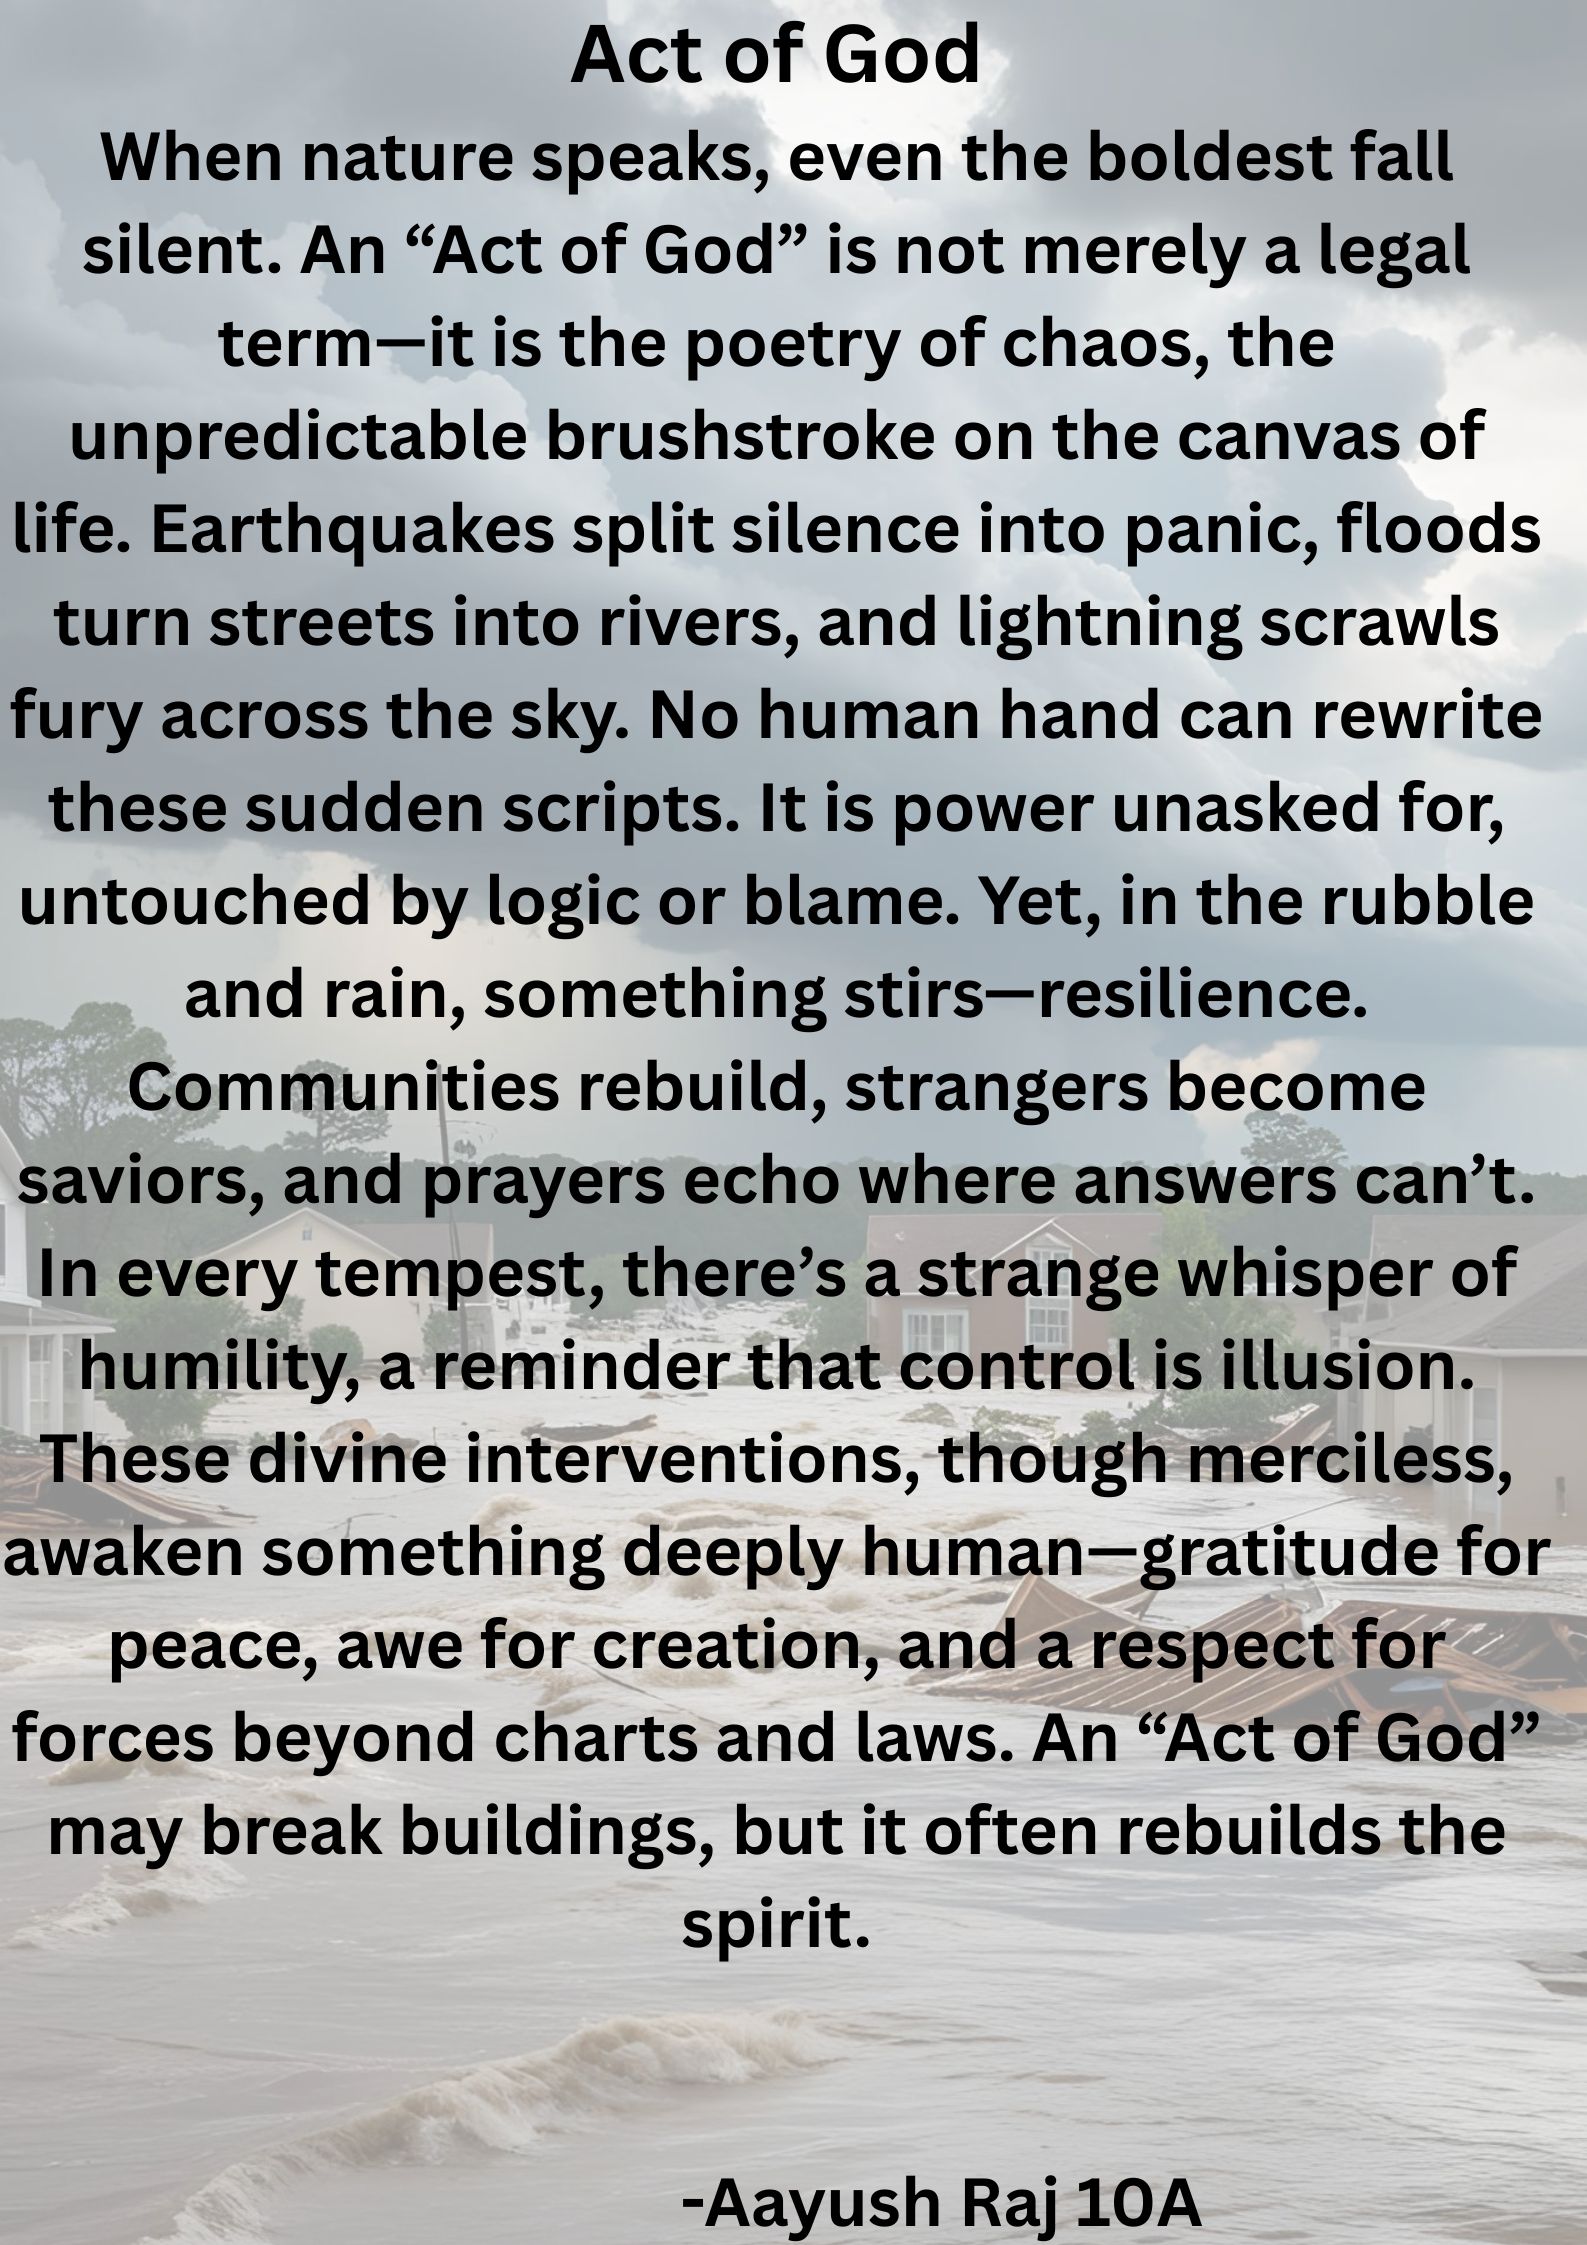 Act of God
When nature speaks, even the boldest fall
silent. An “Act of God” is not merely a legal
term—it is the poetry of chaos, the
unpredictable brushstroke on the canvas of
life. Earthquakes split silence into panic, floods
turn streets into rivers, and lightning scrawls
fury across the sky. No human hand can rewrite
these sudden scripts. It is power unasked for,
untouched by logic or blame. Yet, in the rubble
and rain, something stirs—resilience.
Communities rebuild, strangers become
saviors, and prayers echo where answers can’t.
In every tempest, there’s a strange whisper of
humility, a reminder that control is illusion.
These divine interventions, though merciless,
awaken something deeply human—gratitude for
peace, awe for creation, and a respect for
forces beyond charts and laws. An “Act of God”
may break buildings, but it often rebuilds the
spirit.
-Aayush Raj 10A